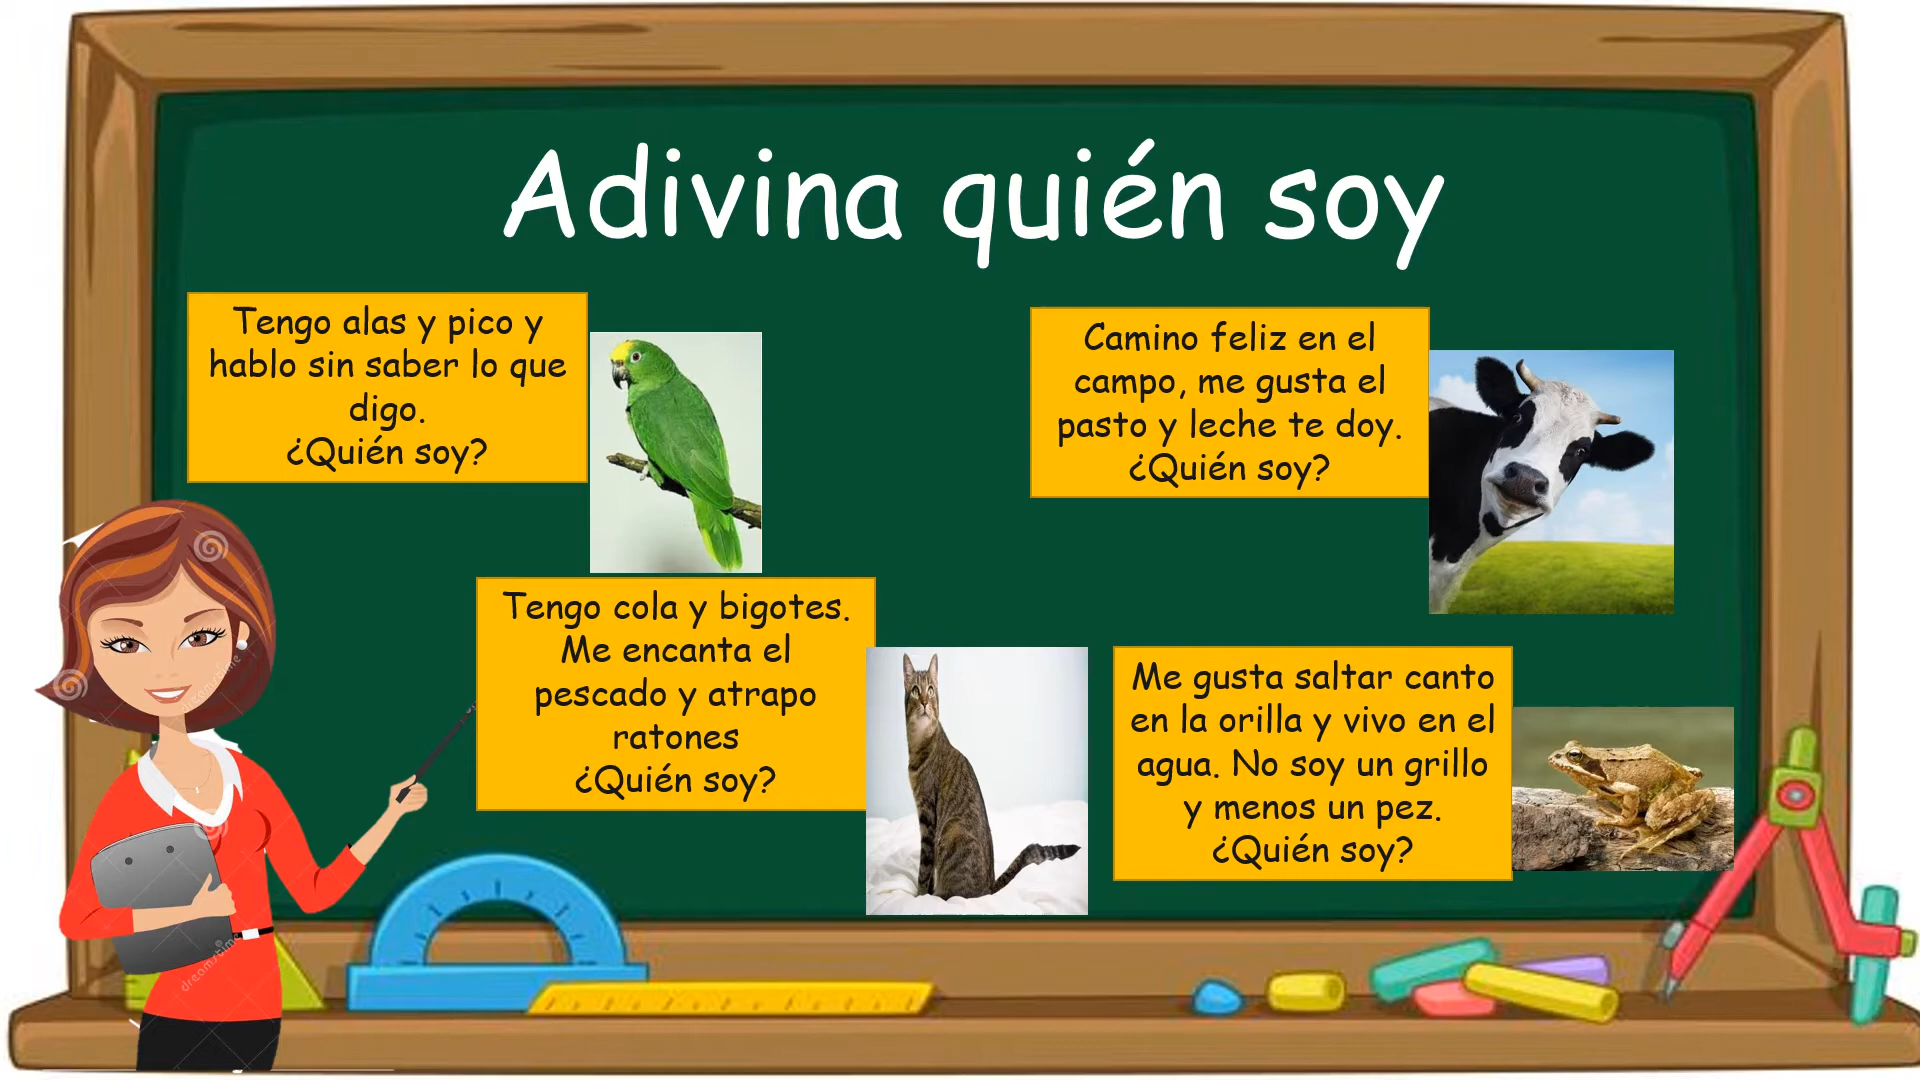 Adivina quién soy
Tengo alas y pico y
hablo sin saber lo que
digo.
¿Quién soy?
Camino feliz en el
campo, me gusta el
pasto y leche te doy.
¿Quién soy?
Tengo cola y bigotes.
Me encanta el
pescado y atrapo
ratones
¿Quién soy?
Me gusta saltar canto
en la orilla y vivo en el
agua. No soy un grillo
y menos un pez.
¿Quién soy?
dreamstime
dreamstime